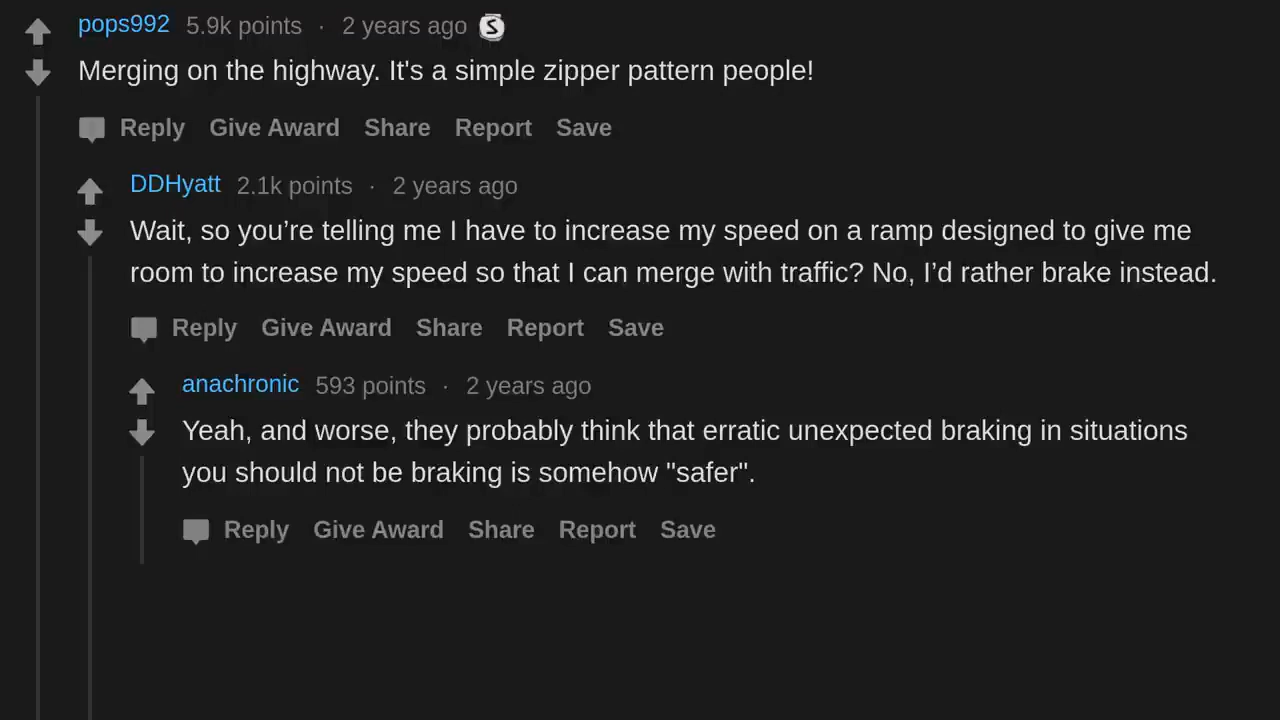 pops992 5.9k points · 2 years ago S
Merging on the highway. It's a simple zipper pattern people!
Reply Give Award Share Report Save
DDHyatt 2.1k points · 2 years ago
Wait, so you’re telling me I have to increase my speed on a ramp designed to give me
room to increase my speed so that I can merge with traffic? No, I’d rather brake instead.
Reply Give Award Share Report Save
anachronic 593 points · 2 years ago
Yeah, and worse, they probably think that erratic unexpected braking in situations
you should not be braking is somehow "safer".
Reply Give Award Share Report Save